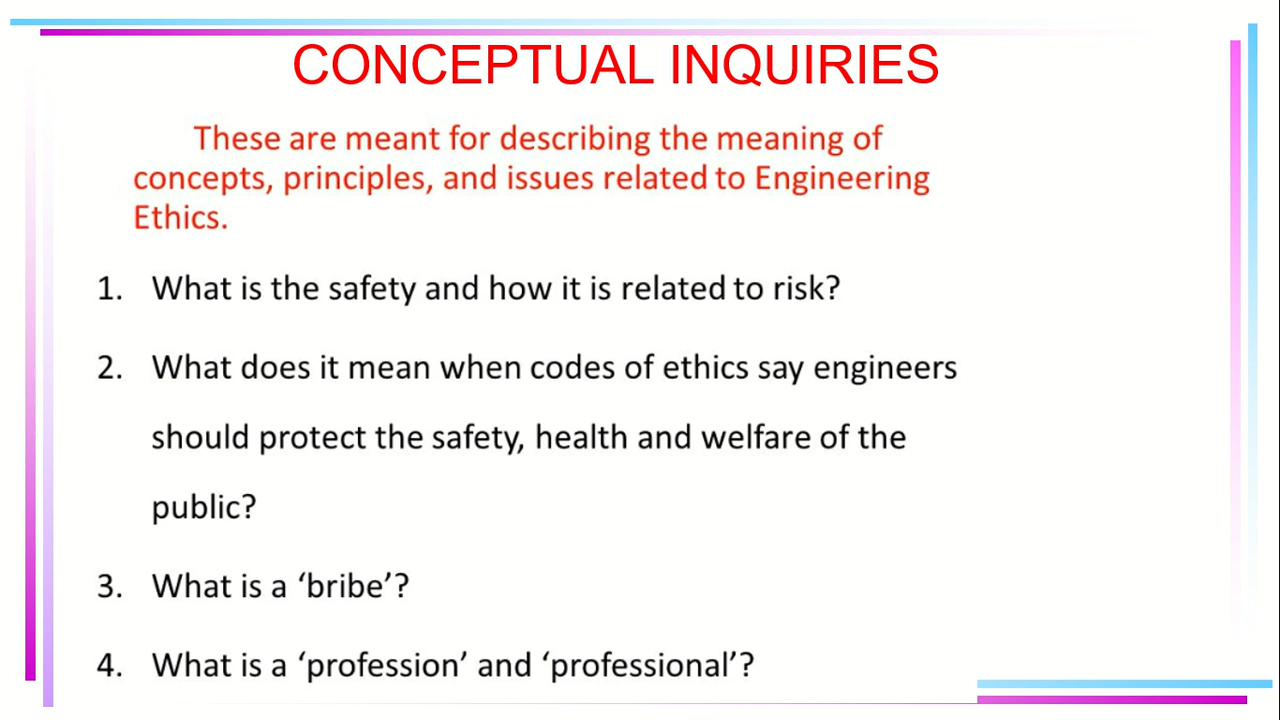 CONCEPTUAL INQUIRIES
These are meant for describing the meaning of
concepts, principles, and issues related to Engineering
Ethics.
1. What is the safety and how it is related to risk?
2. What does it mean when codes of ethics say engineers
should protect the safety, health and welfare of the
public?
3. What is a ‘bribe’?
4. What is a ‘profession’ and ‘professional’?